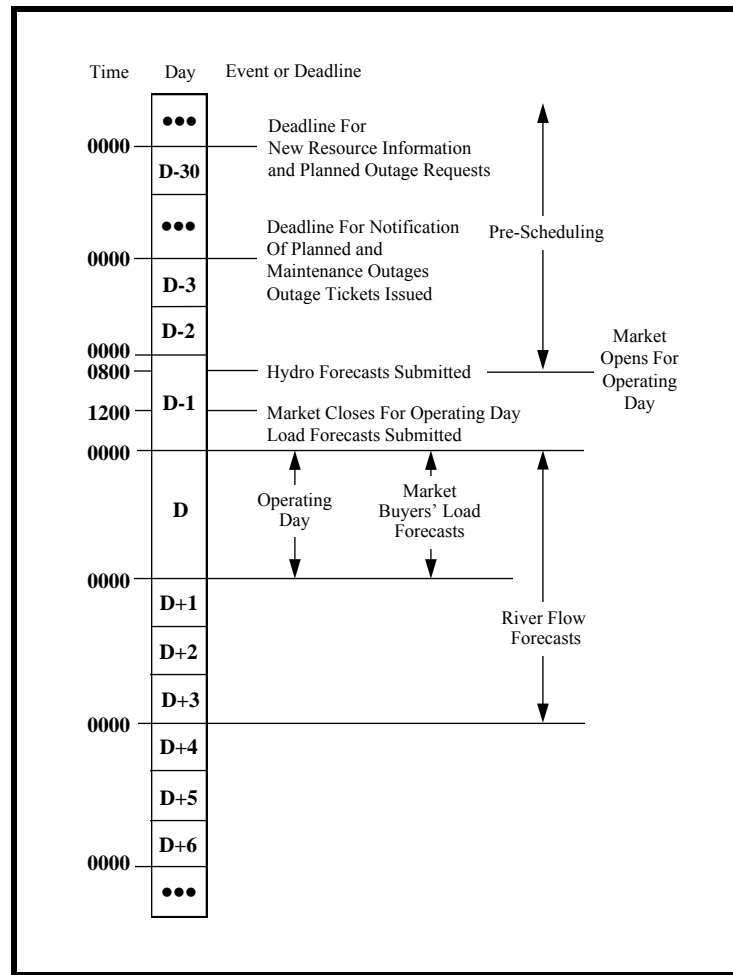 Time Day Event or Deadline
●●●
0000
Deadline For
New Resource Information
and Planned Outage Requests
D-30
●●●
Deadline For Notification
Of Planned and
Maintenance Outages
Outage Tickets Issued
0000
D-3
Pre-Scheduling
D-2
0000
0800
Hydro Forecasts Submitted
Market
Opens For
Operating
Day
D-1
1200
Market Closes For Operating Day
Load Forecasts Submitted
0000
D
Operating
Day
Market
Buyers' Load
Forecasts
0000
D+1
River Flow
Forecasts
D+2
D+3
0000
D+4
D+5
D+6
0000
●●●